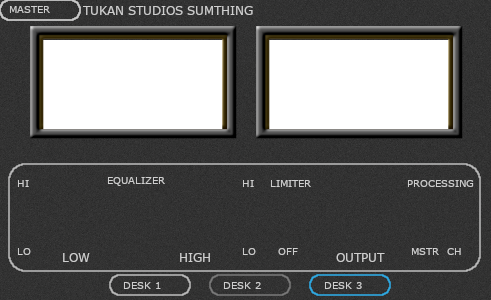 MASTER TUKAN STUDIOS SUMTHING
HI EQUALIZER HI LIMITER PROCESSING
LO LOW HIGH LO OFF OUTPUT MSTR CH
DESK 1 DESK 2 DESK 3